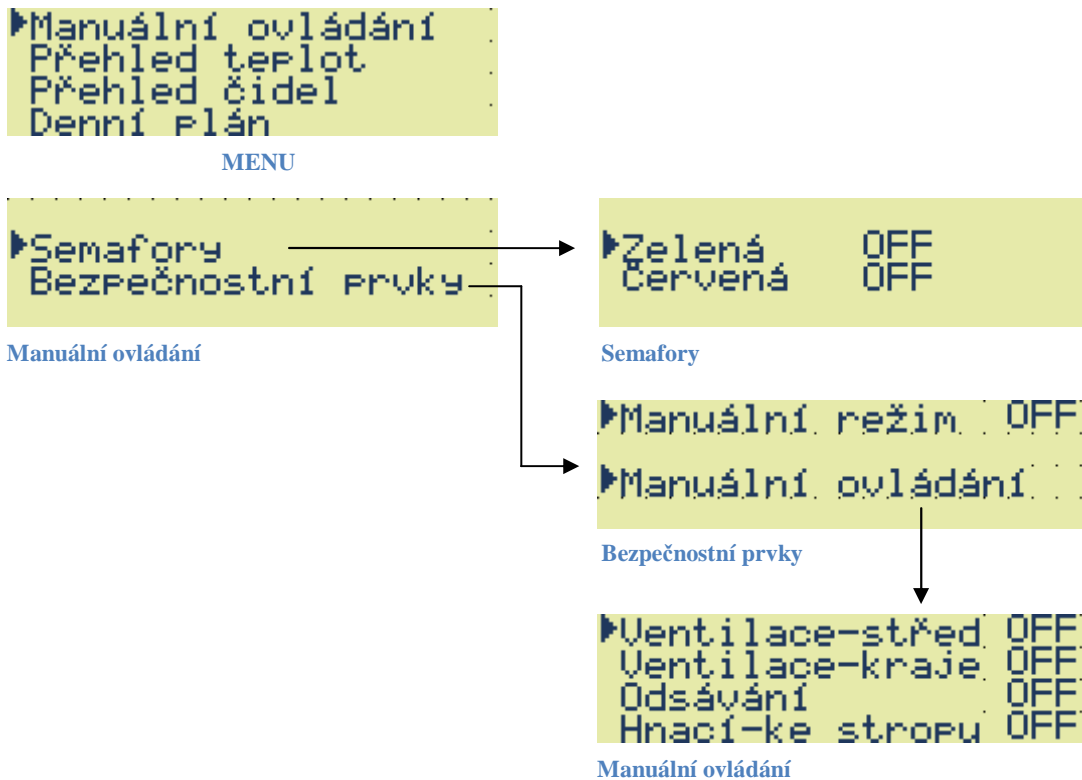 Manuální ovládání
Přehled teplot
Přehled čidel
Denní plán
MENU
Semafory
Bezpečnostní prvky
Manuální ovládání
Zelená OFF
Červená OFF
Semafory
Manuální režim OFF
Manuální ovládání
Bezpečnostní prvky
Ventilace-střed OFF
Ventilace-kraje OFF
Odsávání OFF
Hnací-ke stropu OFF
Manuální ovládání